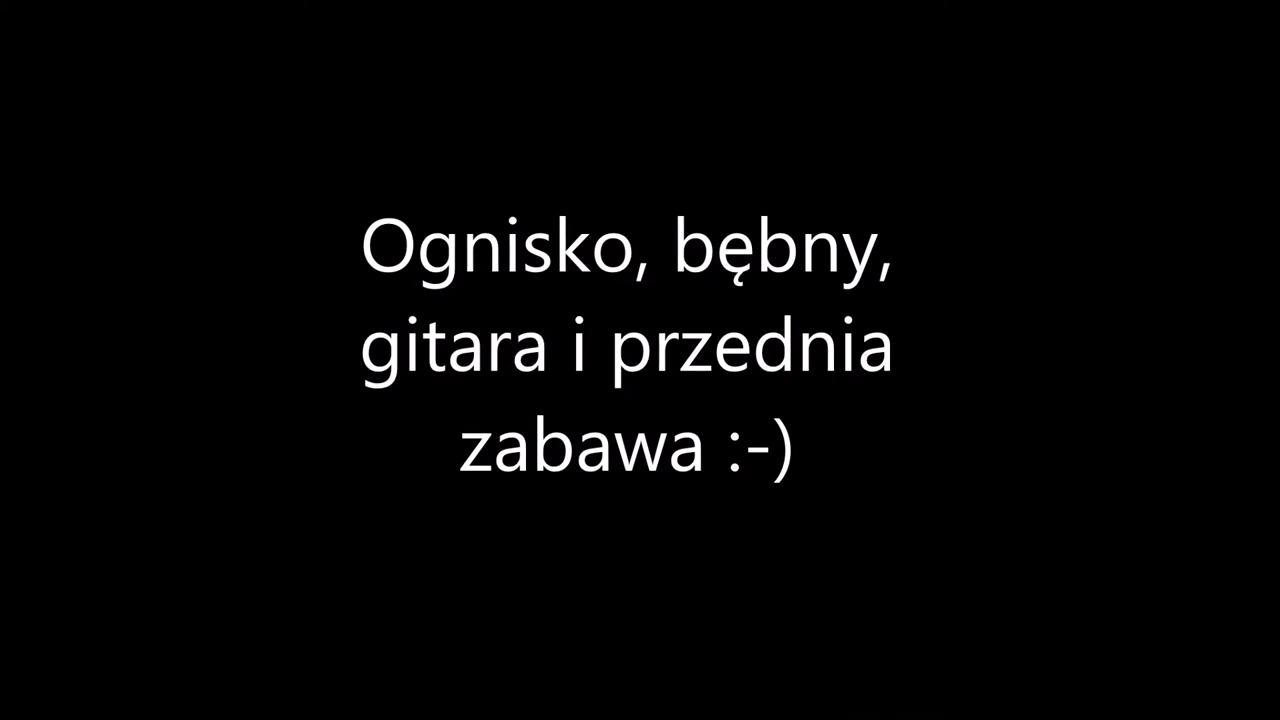 Ognisko, bębny,
gitara i przednia
zabawa :-)